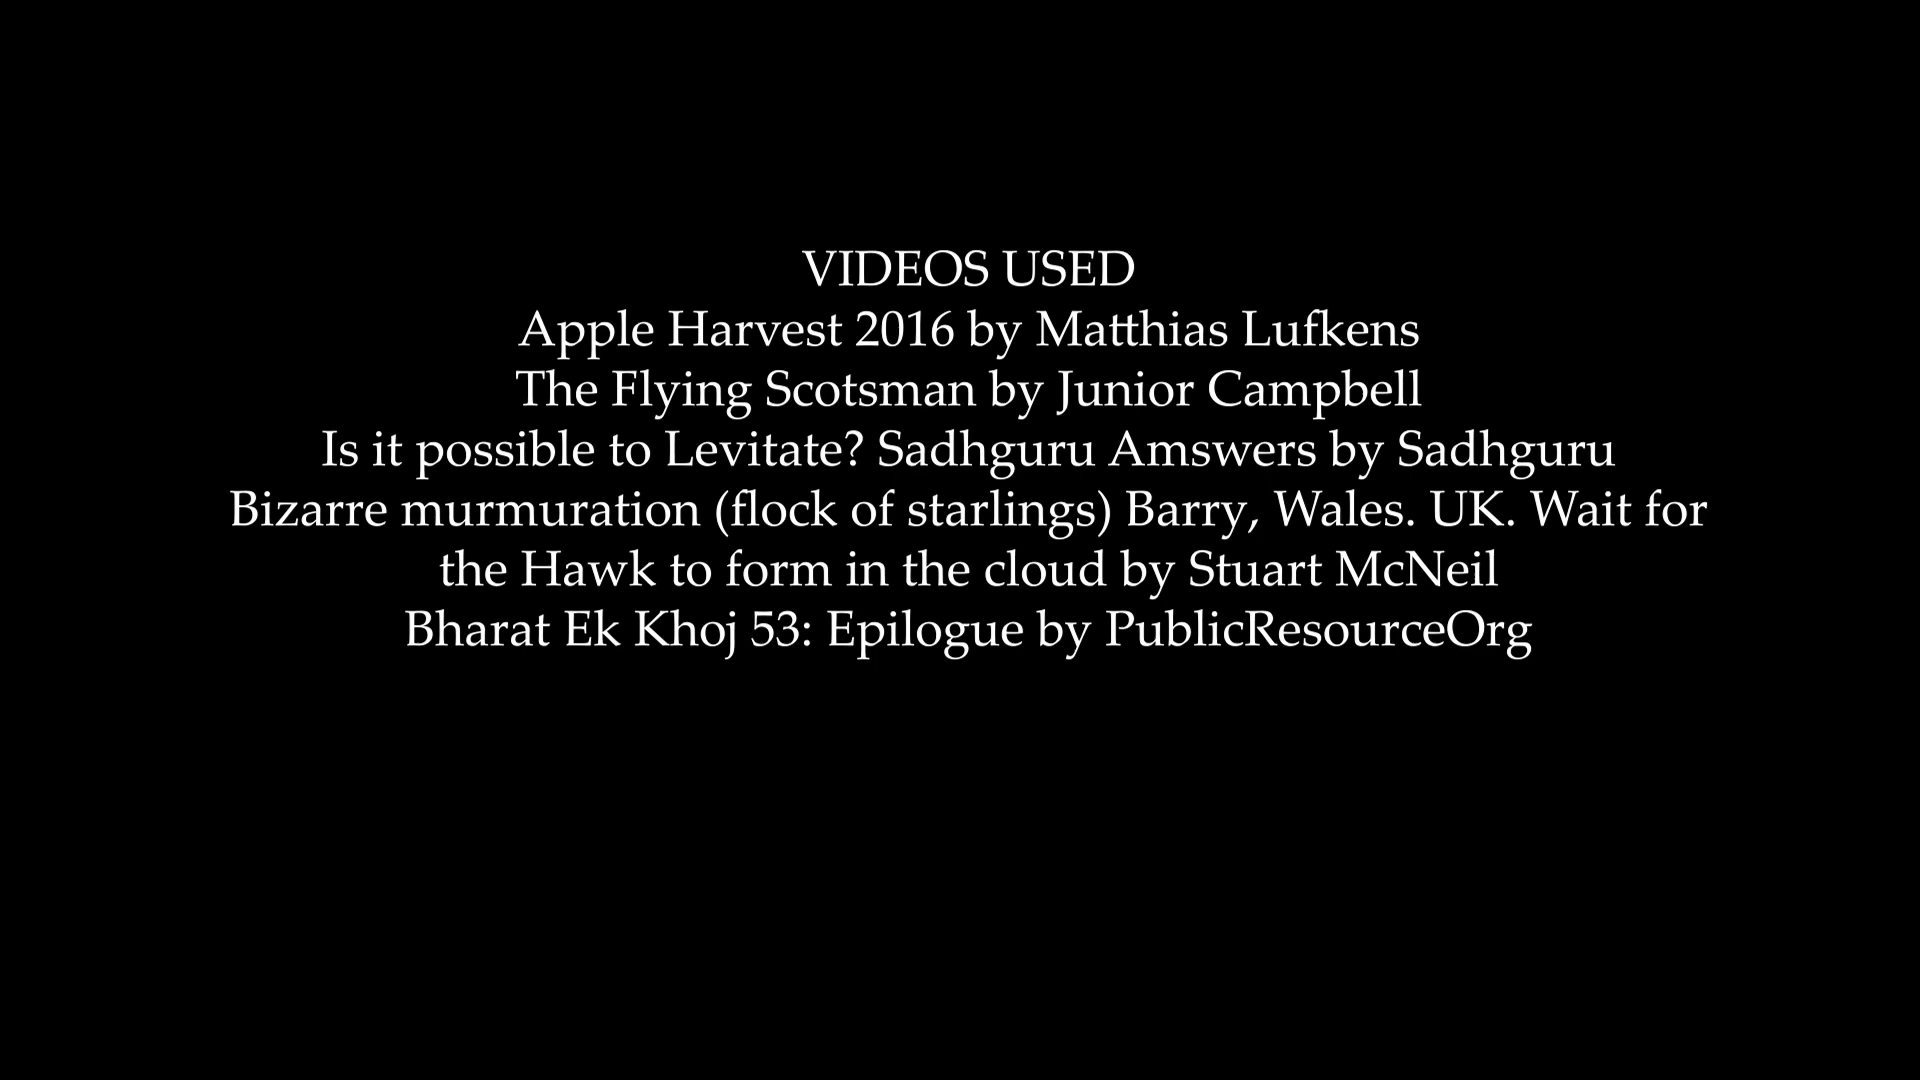 VIDEOS USED
Apple Harvest 2016 by Matthias Lufkens
The Flying Scotsman by Junior Campbell
Is it possible to Levitate? Sadhguru Amswers by Sadhguru
Bizarre murmuration (flock of starlings) Barry, Wales. UK. Wait for
the Hawk to form in the cloud by Stuart McNeil
Bharat Ek Khoj 53: Epilogue by PublicResourceOrg